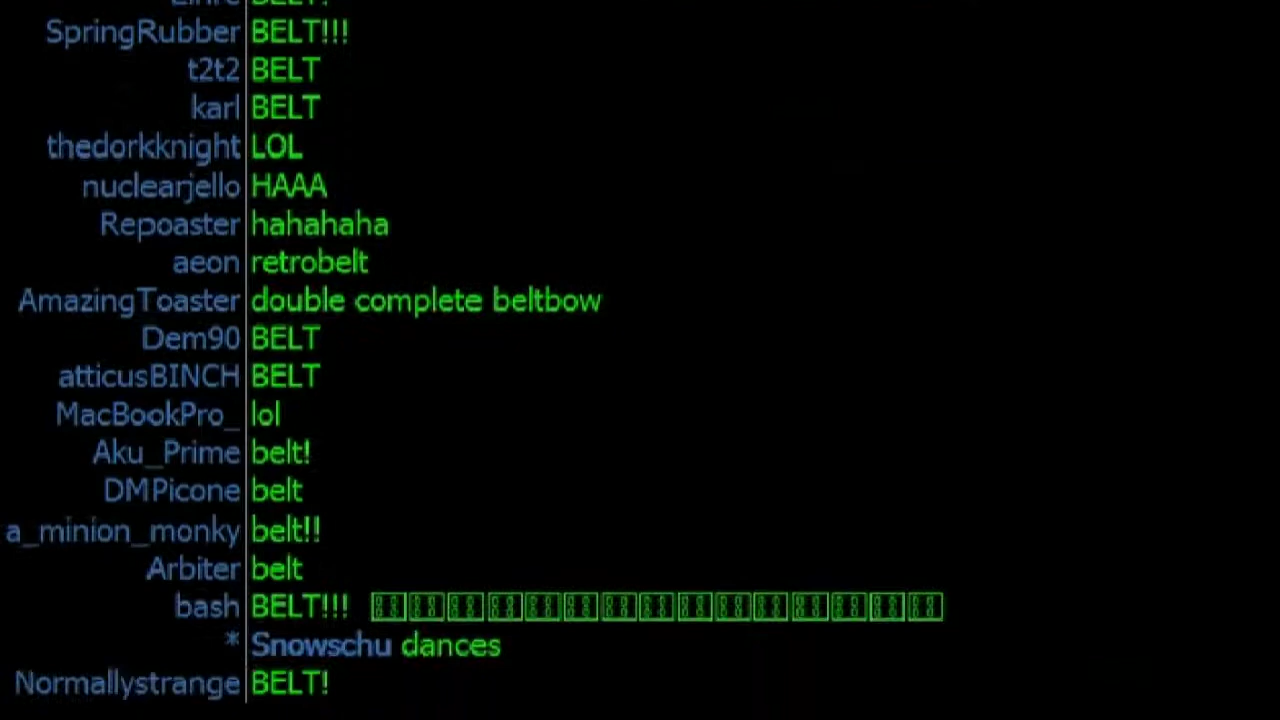 BELT!
SpringRubber BELT!!!
t2t2 BELT
karl BELT
thedorkknight LOL
nuclearjello HAAA
Repoaster hahahaha
aeon retrobelt
AmazingToaster double complete beltbow
Dem90 BELT
atticusBINCH BELT
MacBookPro_ lol
Aku_Prime belt!
DMPicone belt
a_minion_monky belt!!
Arbiter belt
bash BELT!!!
* Snowschu dances
Normallystrange BELT!